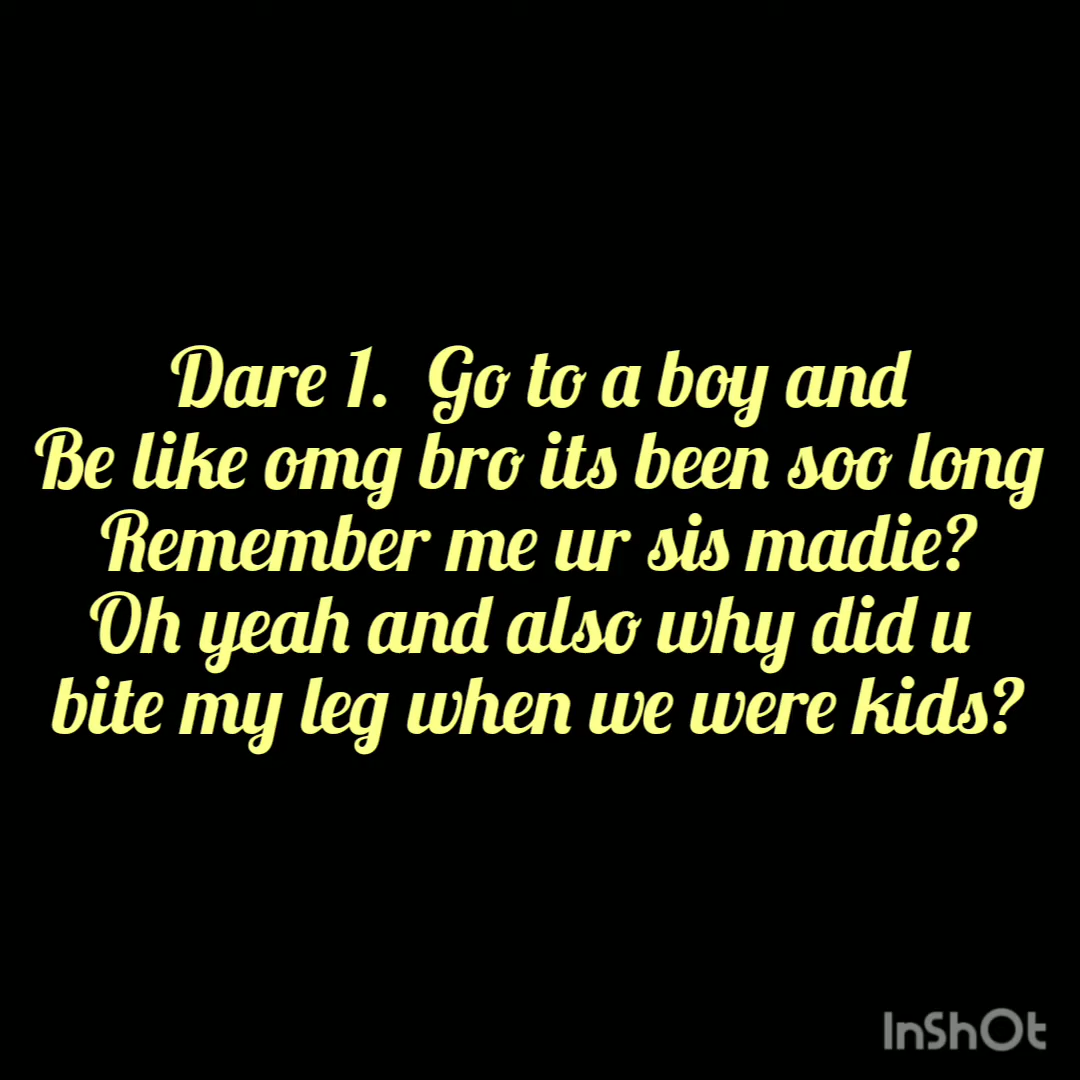 Dare 1.  Go to a boy and
Be like omg bro its been soo long
Remember me ur sis madie?
Oh yeah and also why did u
bite my leg when we were kids?
InShOt